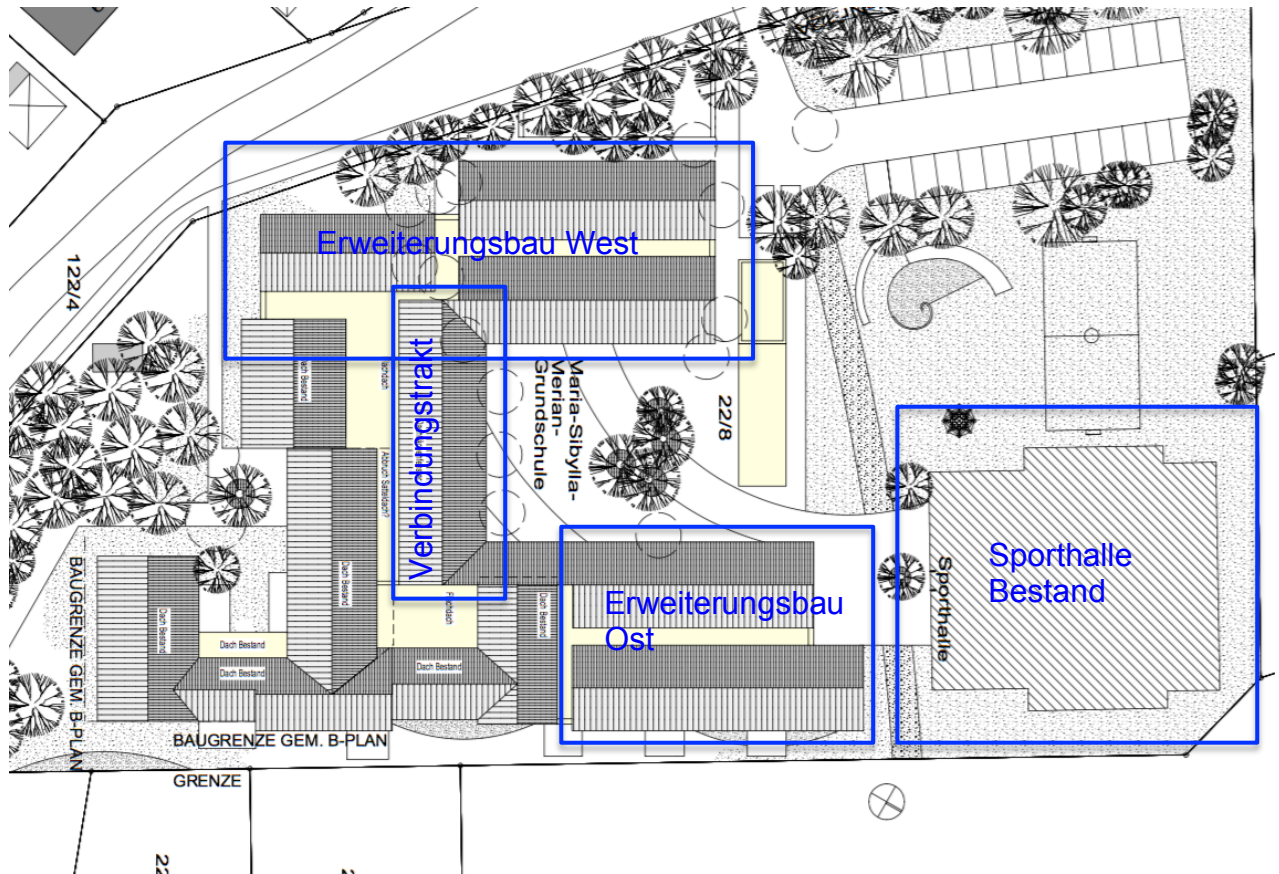 Erweiterungsbau West
122/4
Verbindungstrakt
Maria-Sibylla-
Merian-
Grundschule
22/8
Dach Bestand
Flachdach
Abbruch Satteldach?
Dach Bestand
Sporthalle
Bestand
Sporthalle
Erweiterungsbau
Ost
Dach Bestand
Flachdach
Dach Bestand
Dach Bestand
Dach Bestand
Dach Bestand
BAUGRENZE GEM. B-PLAN
BAUGRENZE GEM. B-PLAN
GRENZE